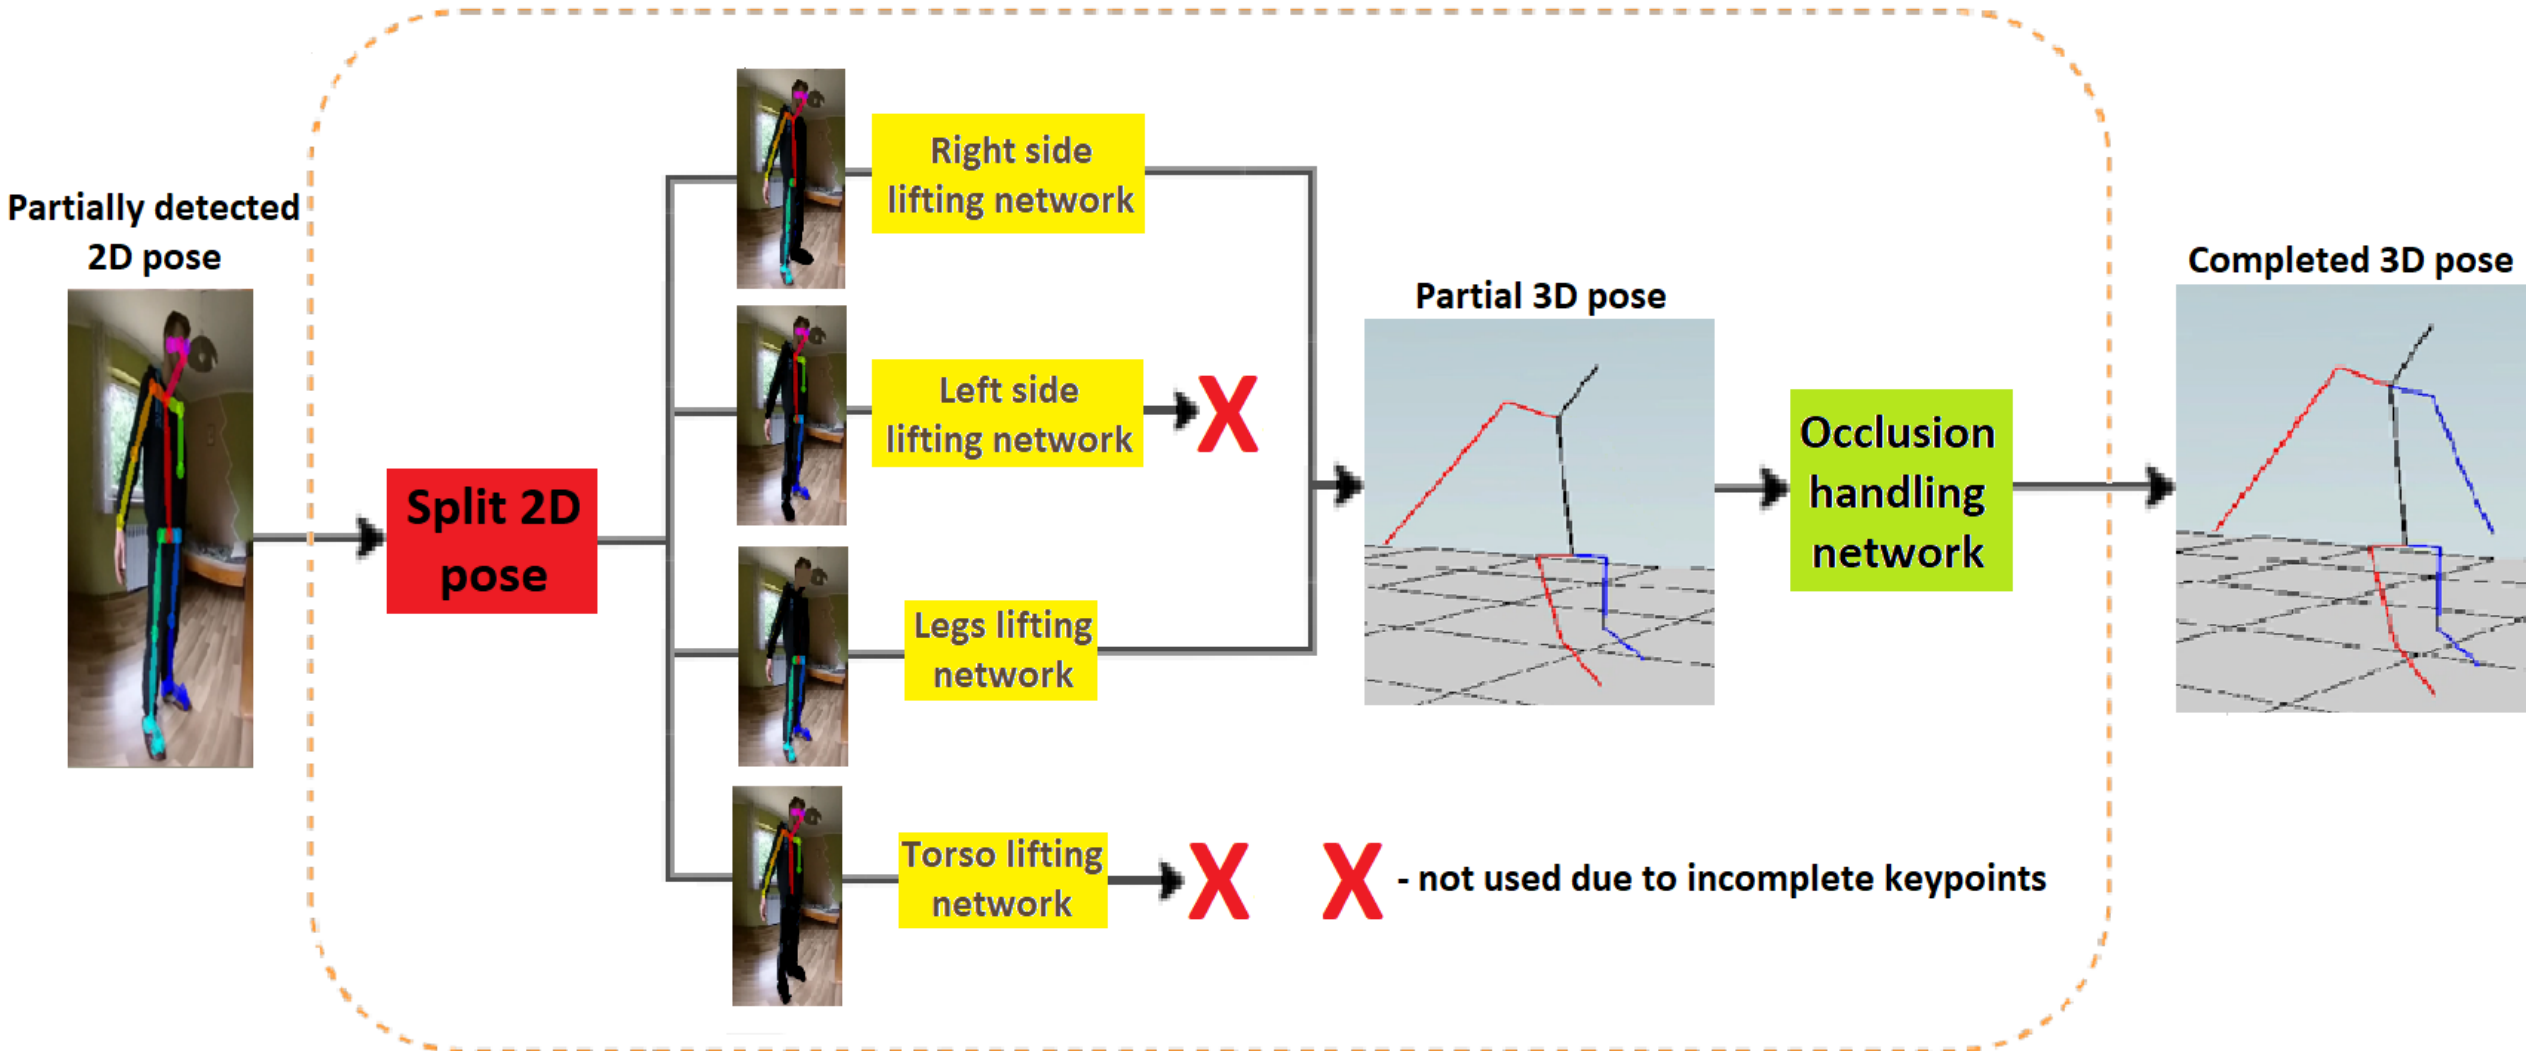 Partially detected
2D pose
Split 2D
pose
Right side
lifting network
Left side
lifting network
X
Legs lifting
network
Torso lifting
network
X
X - not used due to incomplete keypoints
Partial 3D pose
Occlusion
handling
network
Completed 3D pose